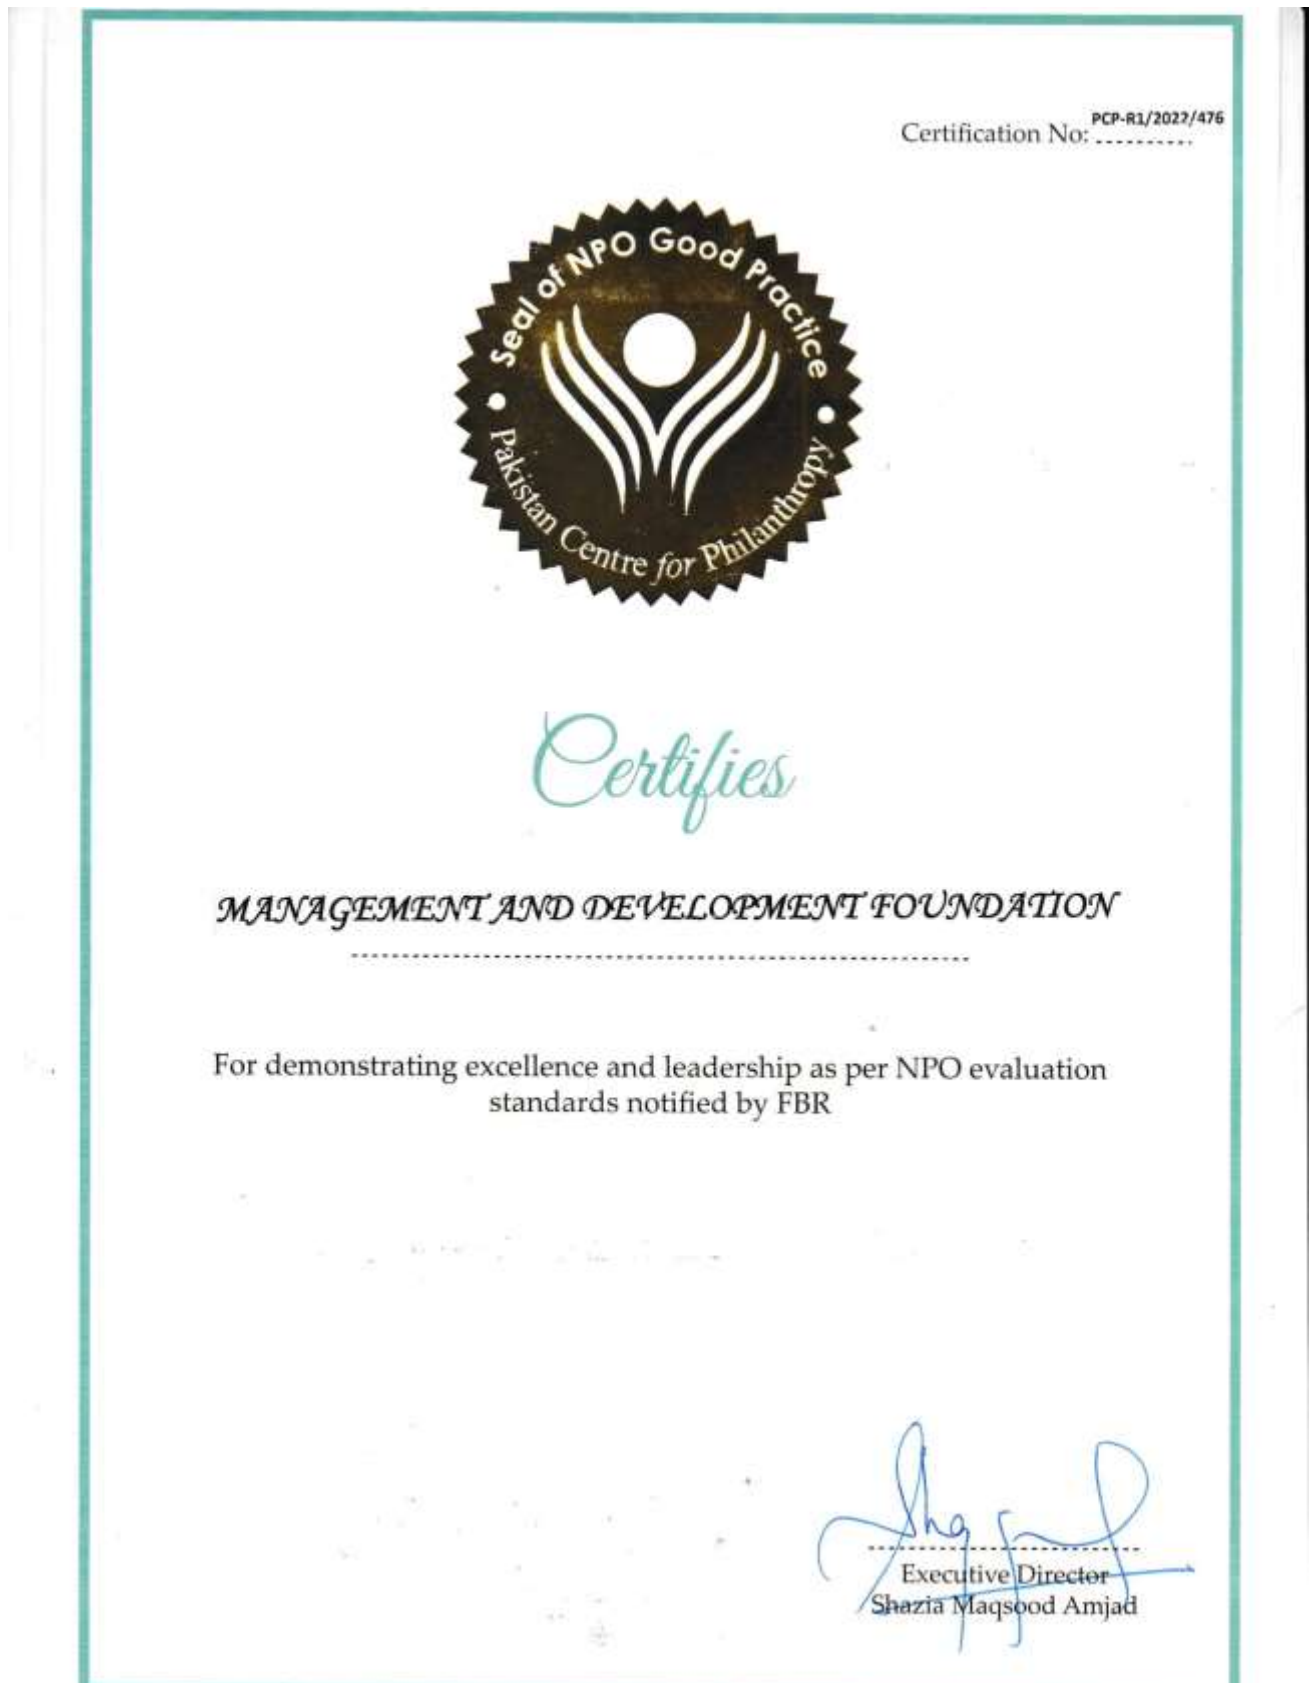 Certification No: PCP-R1/2022/476
Seal of NPO Good Practice
Pakistan Centre for Philanthropy
Certifies
MANAGEMENT AND DEVELOPMENT FOUNDATION
For demonstrating excellence and leadership as per NPO evaluation
standards notified by FBR
Executive Director
Shazia Maqsood Amjad